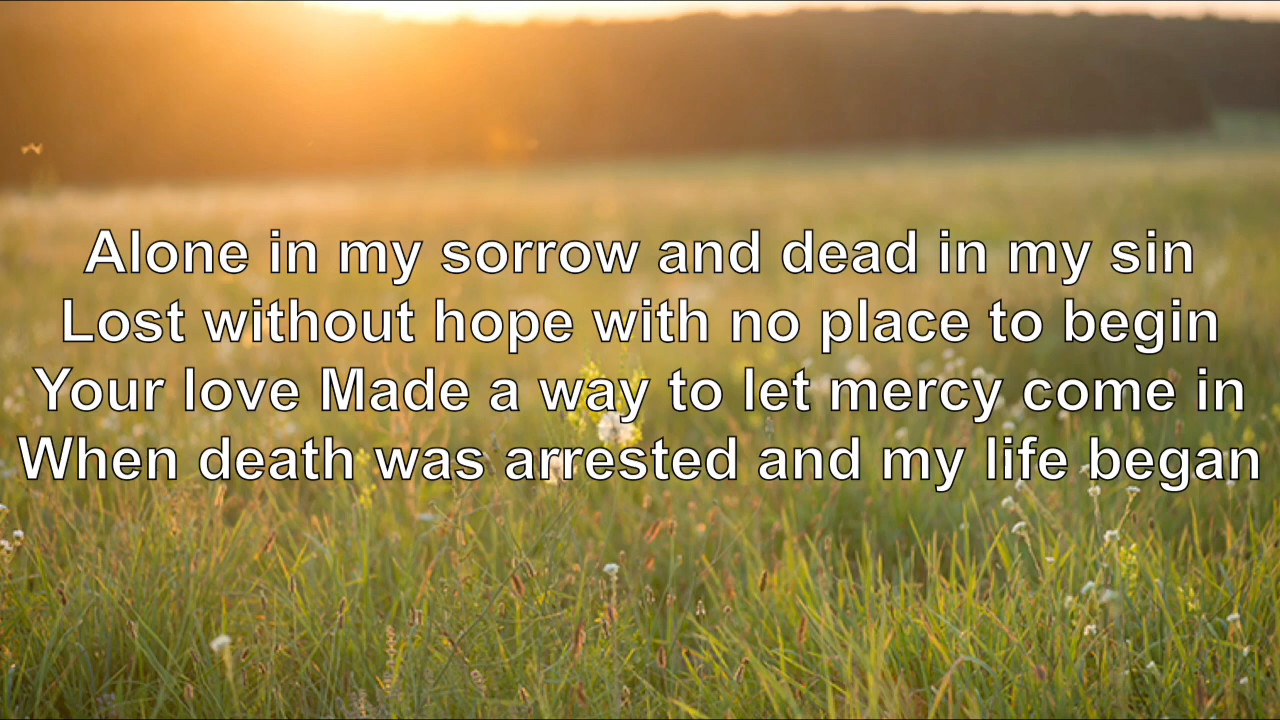 Alone in my sorrow and dead in my sin
Lost without hope with no place to begin
Your love Made a way to let mercy come in
When death was arrested and my life began